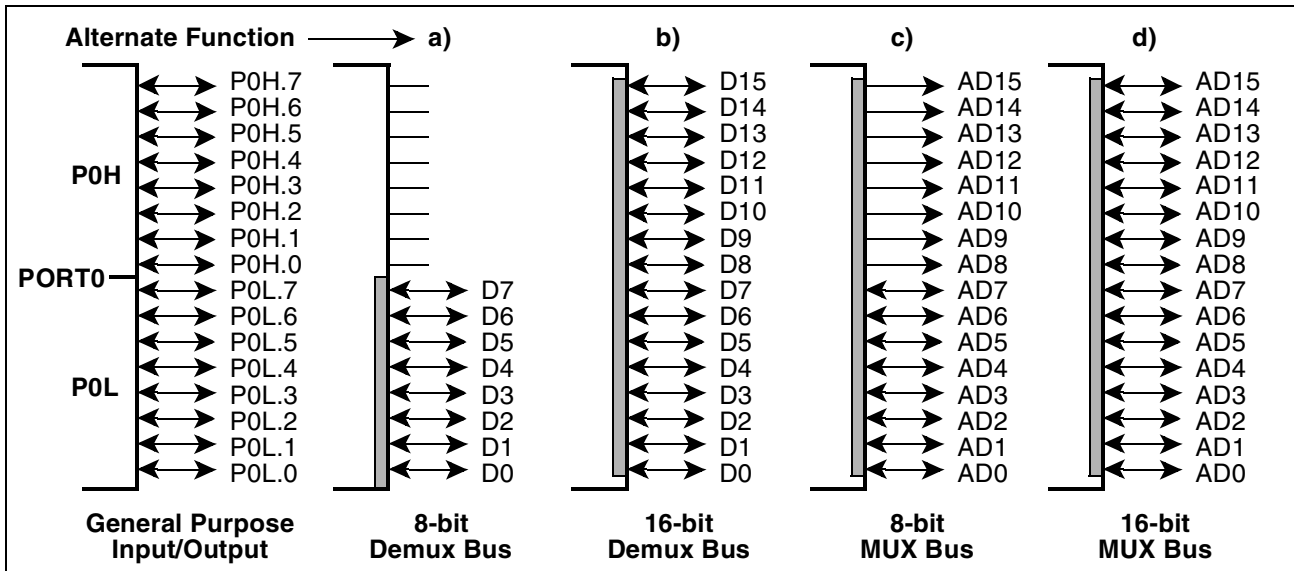 Alternate Function a) b) c) d)
P0H.7 D15 AD15 AD15
P0H.6 D14 AD14 AD14
P0H.5 D13 AD13 AD13
P0H.4 D12 AD12 AD12
P0H
P0H.3 D11 AD11 AD11
P0H.2 D10 AD10 AD10
P0H.1 D9 AD9 AD9
P0H.0 D8 AD8 AD8
PORT0
P0L.7 D7 D7 AD7 AD7
P0L.6 D6 D6 AD6 AD6
P0L.5 D5 D5 AD5 AD5
P0L.4 D4 D4 AD4 AD4
P0L
P0L.3 D3 D3 AD3 AD3
P0L.2 D2 D2 AD2 AD2
P0L.1 D1 D1 AD1 AD1
P0L.0 D0 D0 AD0 AD0
General Purpose 8-bit 16-bit 8-bit 16-bit
Input/Output Demux Bus Demux Bus MUX Bus MUX Bus